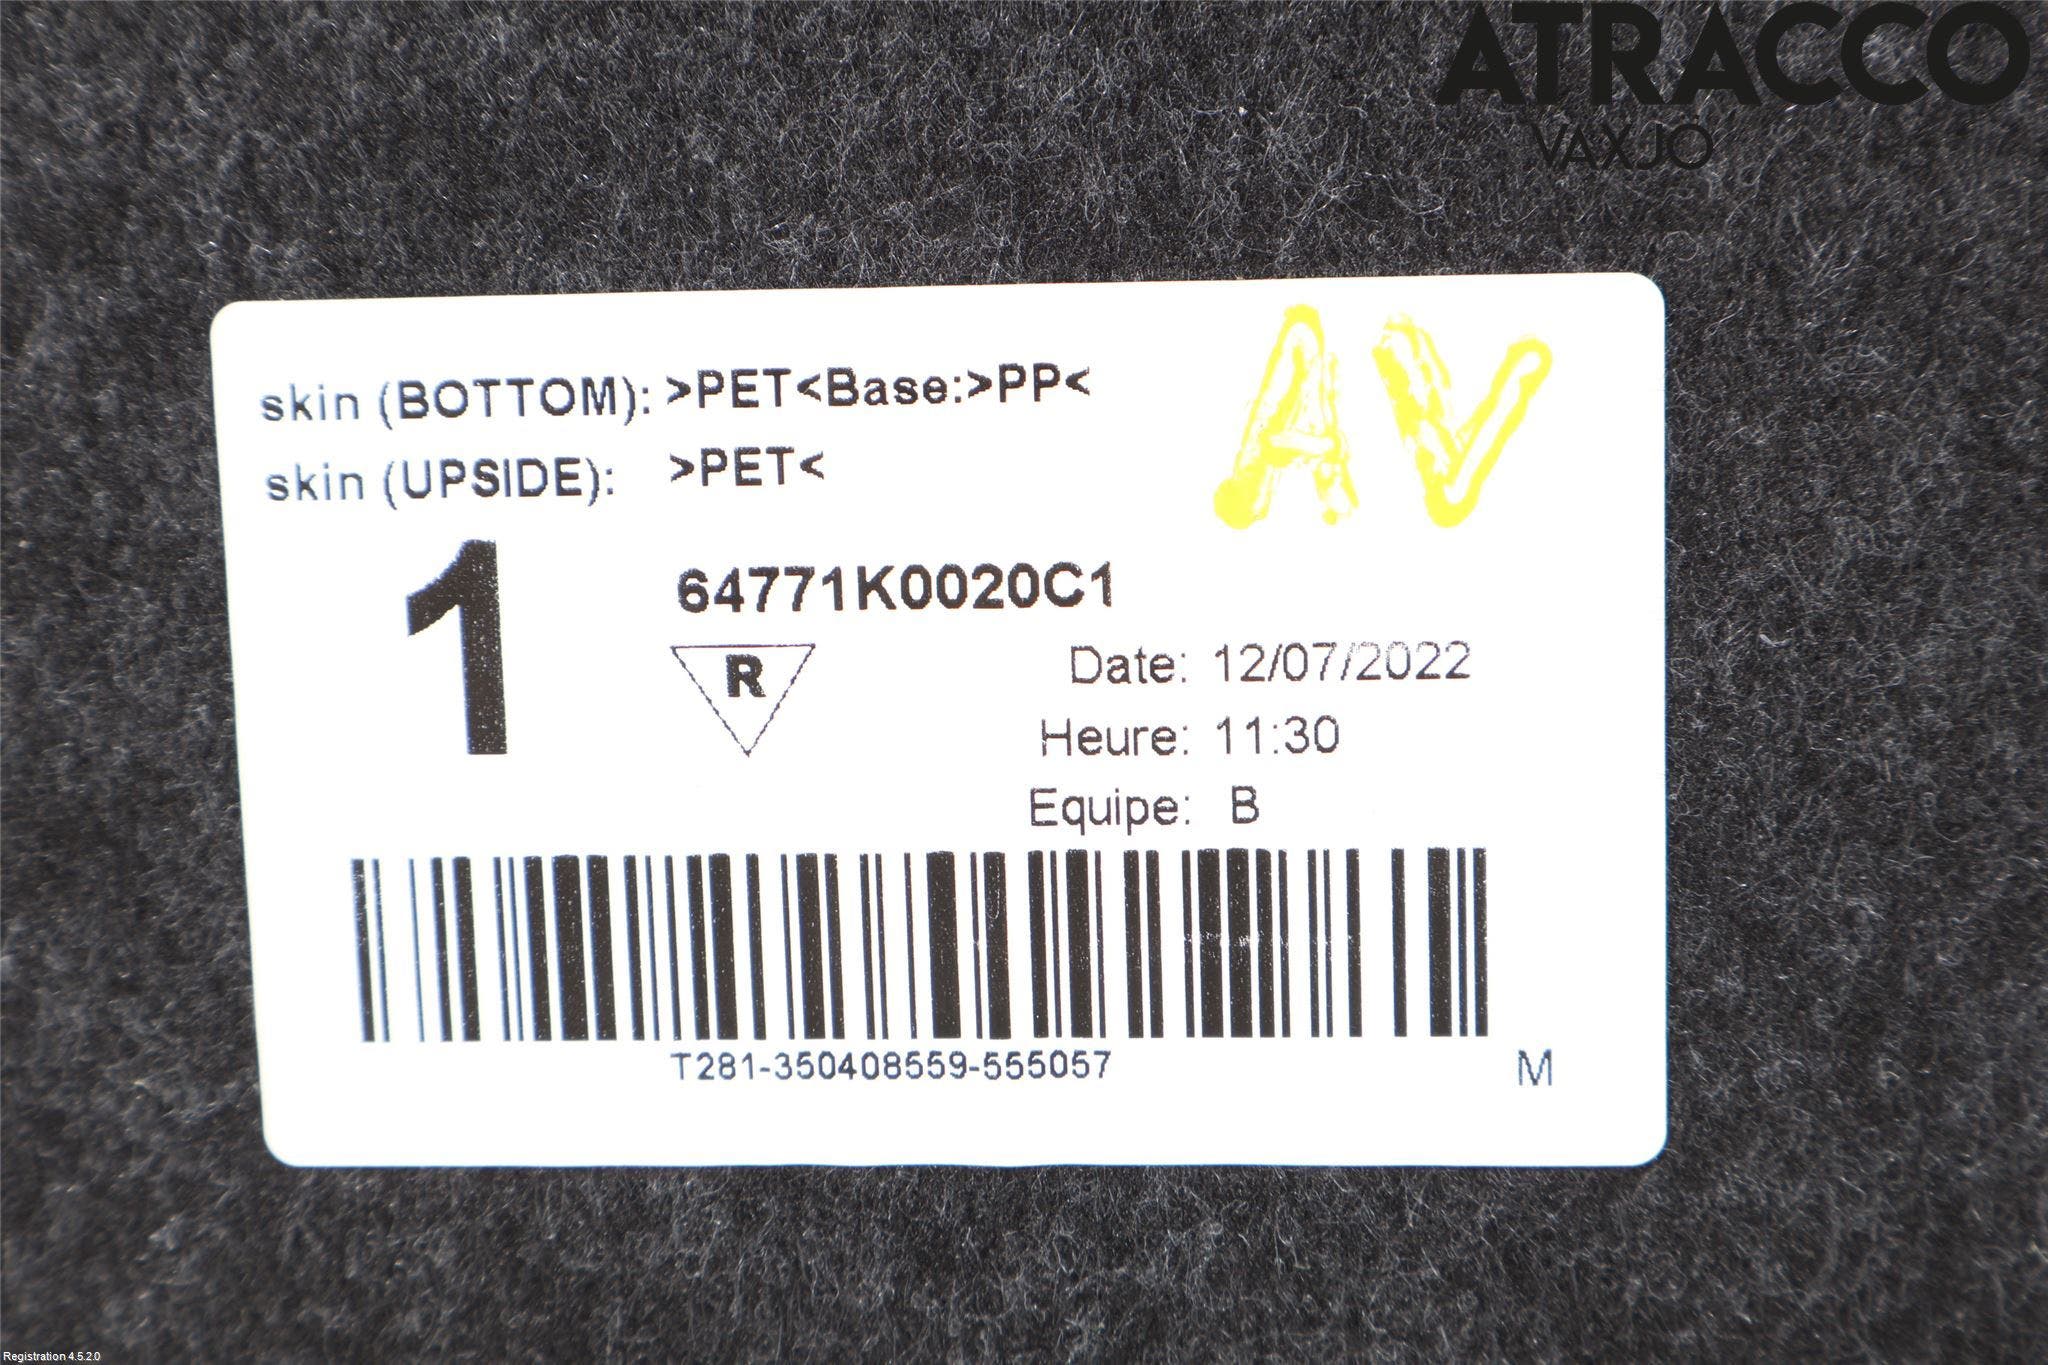 ATRACCO
VÄXJÖ
AV
skin (BOTTOM): >PET<Base:>PP<
skin (UPSIDE): >PET<
1
64771K0020C1
R
Date: 12/07/2022
Heure: 11:30
Equipe: B
T281-350408559-555057
M
Registration 4.5.2.0